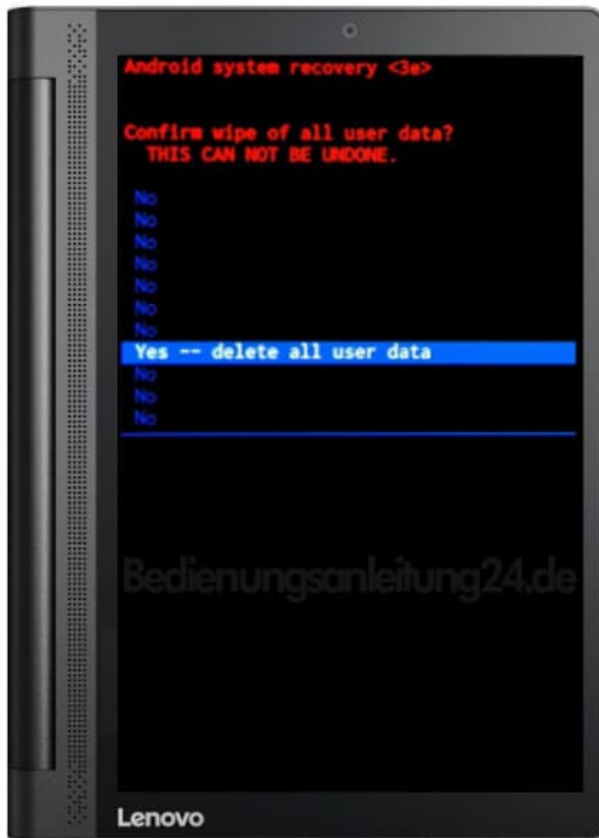 Android system recovery <3e>
Confirm wipe of all user data?
THIS CAN NOT BE UNDONE.
No
No
No
No
No
No
No
Yes -- delete all user data
No
No
No
Bedienungsanleitung24.de
Lenovo